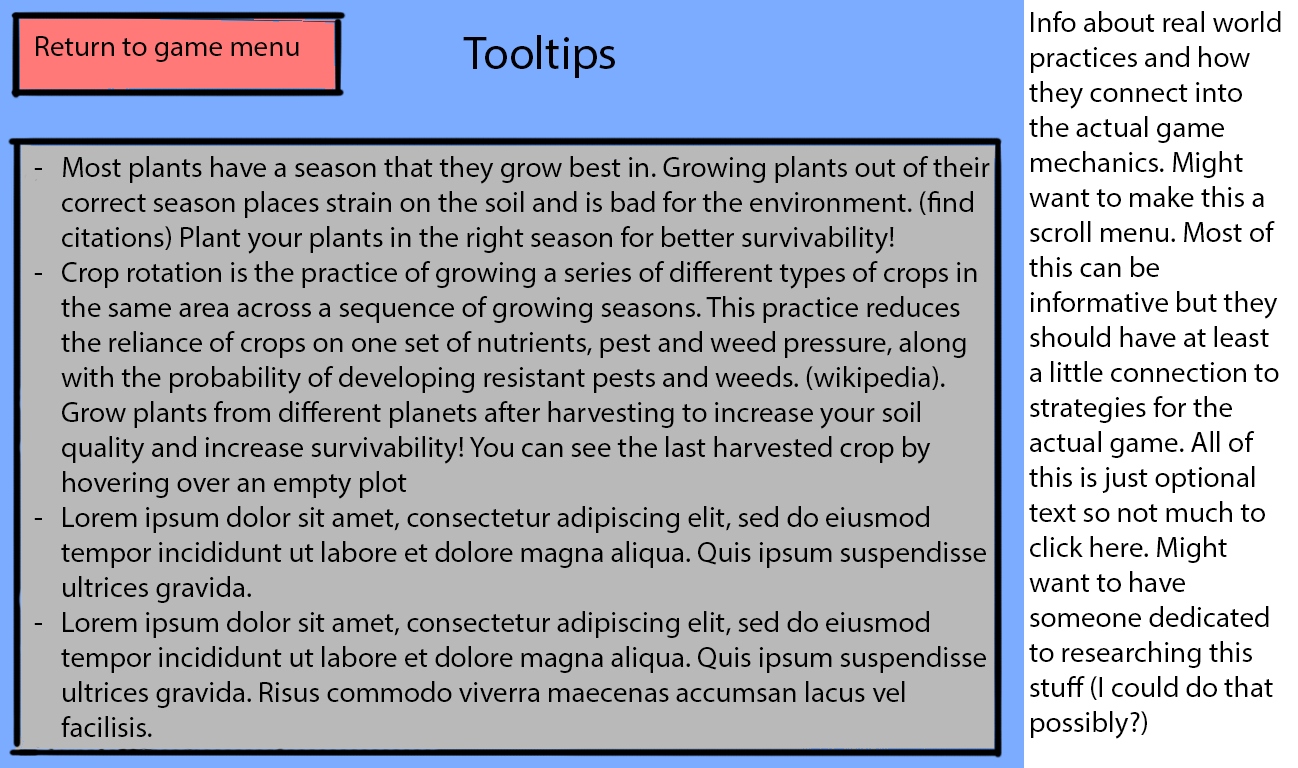 Return to game menu
Tooltips
- Most plants have a season that they grow best in. Growing plants out of their
correct season places strain on the soil and is bad for the environment. (find
citations) Plant your plants in the right season for better survivability!
- Crop rotation is the practice of growing a series of different types of crops in
the same area across a sequence of growing seasons. This practice reduces
the reliance of crops on one set of nutrients, pest and weed pressure, along
with the probability of developing resistant pests and weeds. (wikipedia).
Grow plants from different planets after harvesting to increase your soil
quality and increase survivability! You can see the last harvested crop by
hovering over an empty plot
- Lorem ipsum dolor sit amet, consectetur adipiscing elit, sed do eiusmod
tempor incididunt ut labore et dolore magna aliqua. Quis ipsum suspendisse
ultrices gravida.
- Lorem ipsum dolor sit amet, consectetur adipiscing elit, sed do eiusmod
tempor incididunt ut labore et dolore magna aliqua. Quis ipsum suspendisse
ultrices gravida. Risus commodo viverra maecenas accumsan lacus vel
facilisis.
Info about real world
practices and how
they connect into
the actual game
mechanics. Might
want to make this a
scroll menu. Most of
this can be
informative but they
should have at least
a little connection to
strategies for the
actual game. All of
this is just optional
text so not much to
click here. Might
want to have
someone dedicated
to researching this
stuff (I could do that
possibly?)